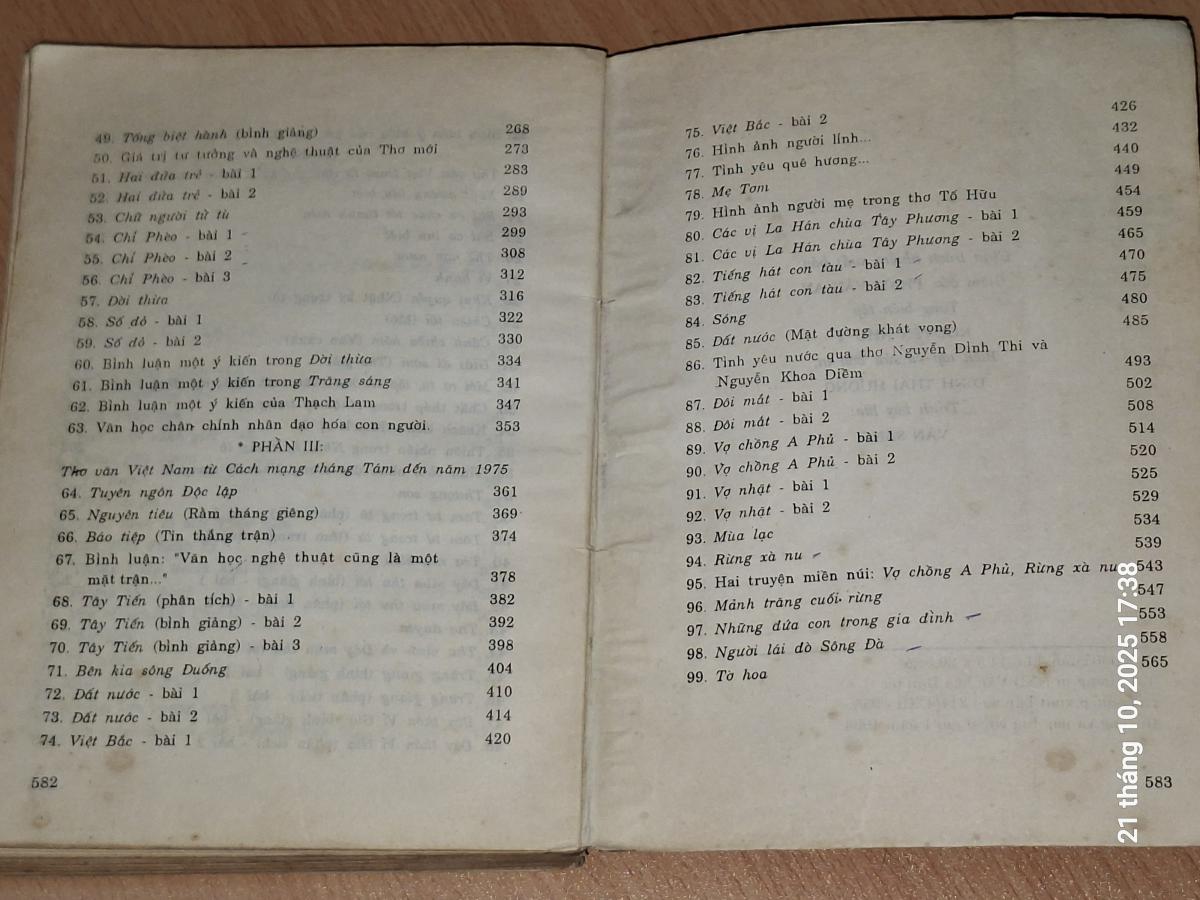 49. Tống biệt hành (bình giảng) 268
50. Giá trị tư tưởng và nghệ thuật của Thơ mới 273
51. Hai đứa trẻ - bài 1 283
52. Hai đứa trẻ - bài 2 289
53. Chữ người tử tù 293
54. Chí Phèo - bài 1 299
55. Chí Phèo - bài 2 308
56. Chí Phèo - bài 3 312
57. Đời thừa 316
58. Số đỏ - bài 1 322
59. Số đỏ - bài 2 330
60. Bình luận một ý kiến trong Đời thừa 334
61. Bình luận một ý kiến trong Trăng sáng 341
62. Bình luận một ý kiến của Thạch Lam 347
63. Văn học chân chính nhân đạo hóa con người. 353
* PHẦN III:
Thơ văn Việt Nam từ Cách mạng tháng Tám đến năm 1975
64. Tuyên ngôn Độc lập 361
65. Nguyên tiêu (Rằm tháng giêng) 369
66. Báo tiệp (Tin thắng trận) 374
67. Bình luận: "Văn học nghệ thuật cũng là một
mặt trận..." 378
68. Tây Tiến (phân tích) - bài 1 382
69. Tây Tiến (bình giảng) - bài 2 392
70. Tây Tiến (bình giảng) - bài 3 398
71. Bên kia sông Đuống 404
72. Đất nước - bài 1 410
73. Đất nước - bài 2 414
74. Việt Bắc - bài 1 420
582
75. Việt Bắc - bài 2 426
76. Hình ảnh người lính... 432
77. Tình yêu quê hương... 440
78. Mẹ Tơm 449
79. Hình ảnh người mẹ trong thơ Tố Hữu 454
80. Các vị La Hán chùa Tây Phương - bài 1 459
81. Các vị La Hán chùa Tây Phương - bài 2 465
82. Tiếng hát con tàu - bài 1 470
83. Tiếng hát con tàu - bài 2 475
84. Sóng 480
85. Đất nước (Mặt đường khát vọng) 485
86. Tình yêu nước qua thơ Nguyễn Đình Thi và
Nguyễn Khoa Điềm 493
87. Đôi mắt - bài 1 502
88. Đôi mắt - bài 2 508
89. Vợ chồng A Phủ - bài 1 514
90. Vợ chồng A Phủ - bài 2 520
91. Vợ nhặt - bài 1 525
92. Vợ nhặt - bài 2 529
93. Mùa lạc 534
94. Rừng xà nu 539
95. Hai truyện miền núi: Vợ chồng A Phủ, Rừng xà nu 543
96. Mảnh trăng cuối rừng 547
97. Những đứa con trong gia đình 553
98. Người lái đò Sông Đà 558
99. Tờ hoa 565
583
21 tháng 10, 2025 17:38